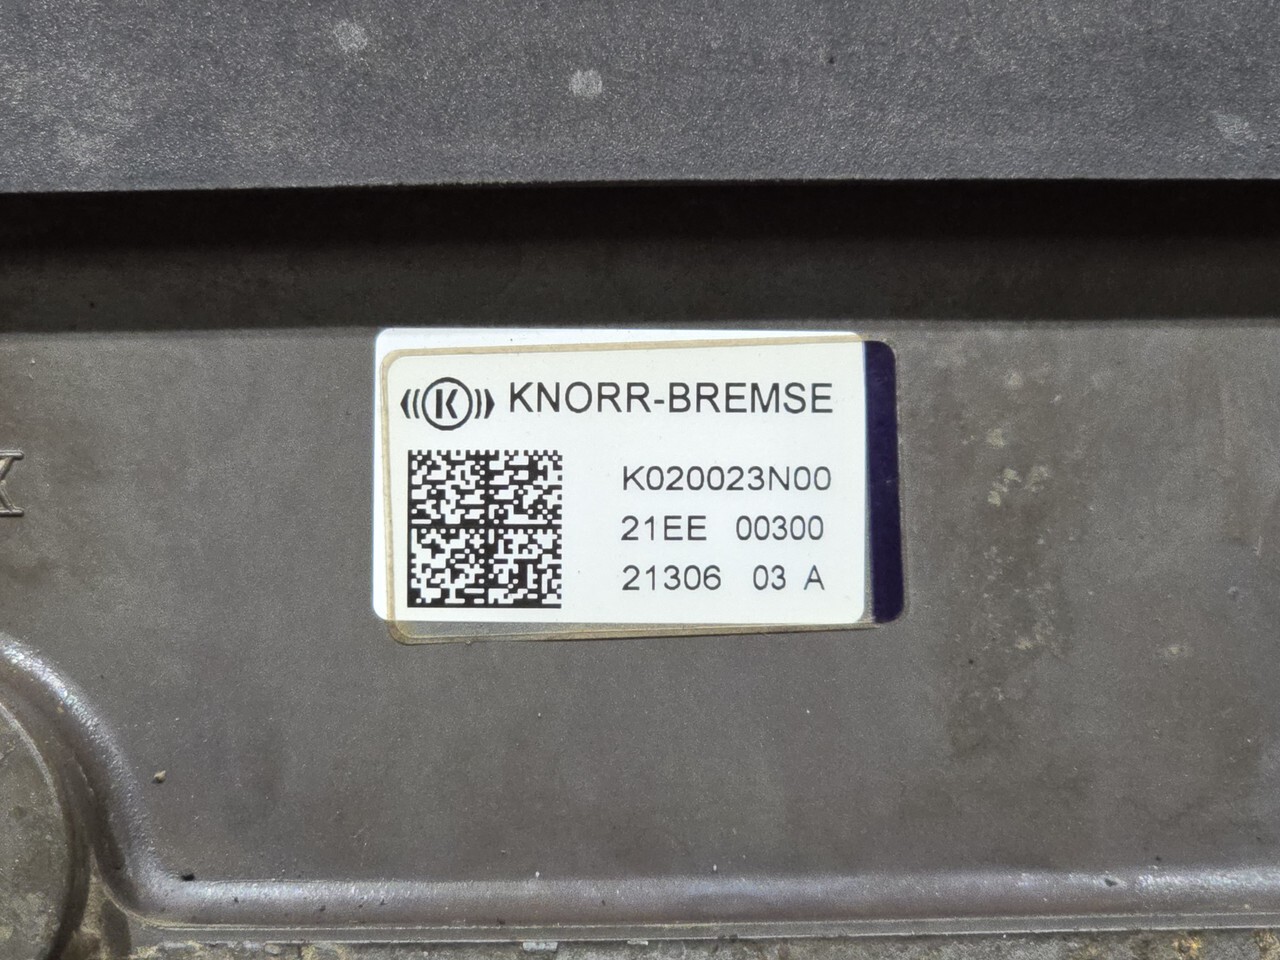 K KNORR-BREMSE
K020023N00
21EE 00300
21306 03 A